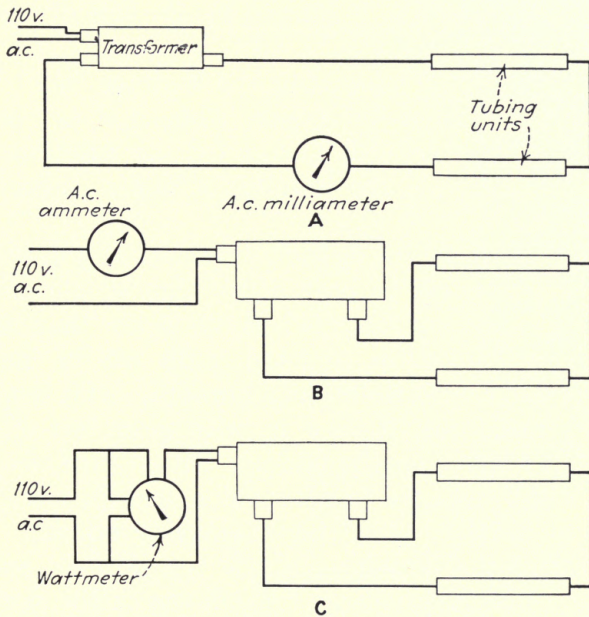 110 v.
a.c.
Transformer
Tubing
units
A.c. milliameter
A
A.c.
ammeter
110 v.
a.c.
B
110 v.
a.c
Wattmeter
C